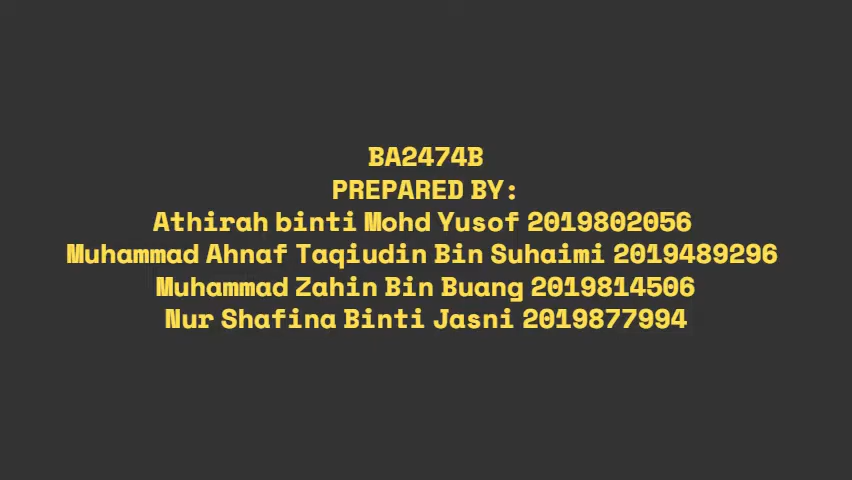 BA2474B
PREPARED BY:
Athirah binti Mohd Yusof 2019802056
Muhammad Ahnaf Taqiudin Bin Suhaimi 2019489296
Muhammad Zahin Bin Buang 2019814506
Nur Shafina Binti Jasni 2019877994